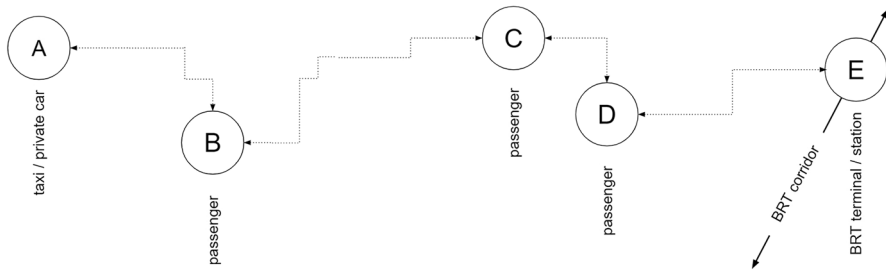 A
taxi / private car
B
passenger
C
passenger
D
passenger
E
BRT terminal / station
BRT corridor